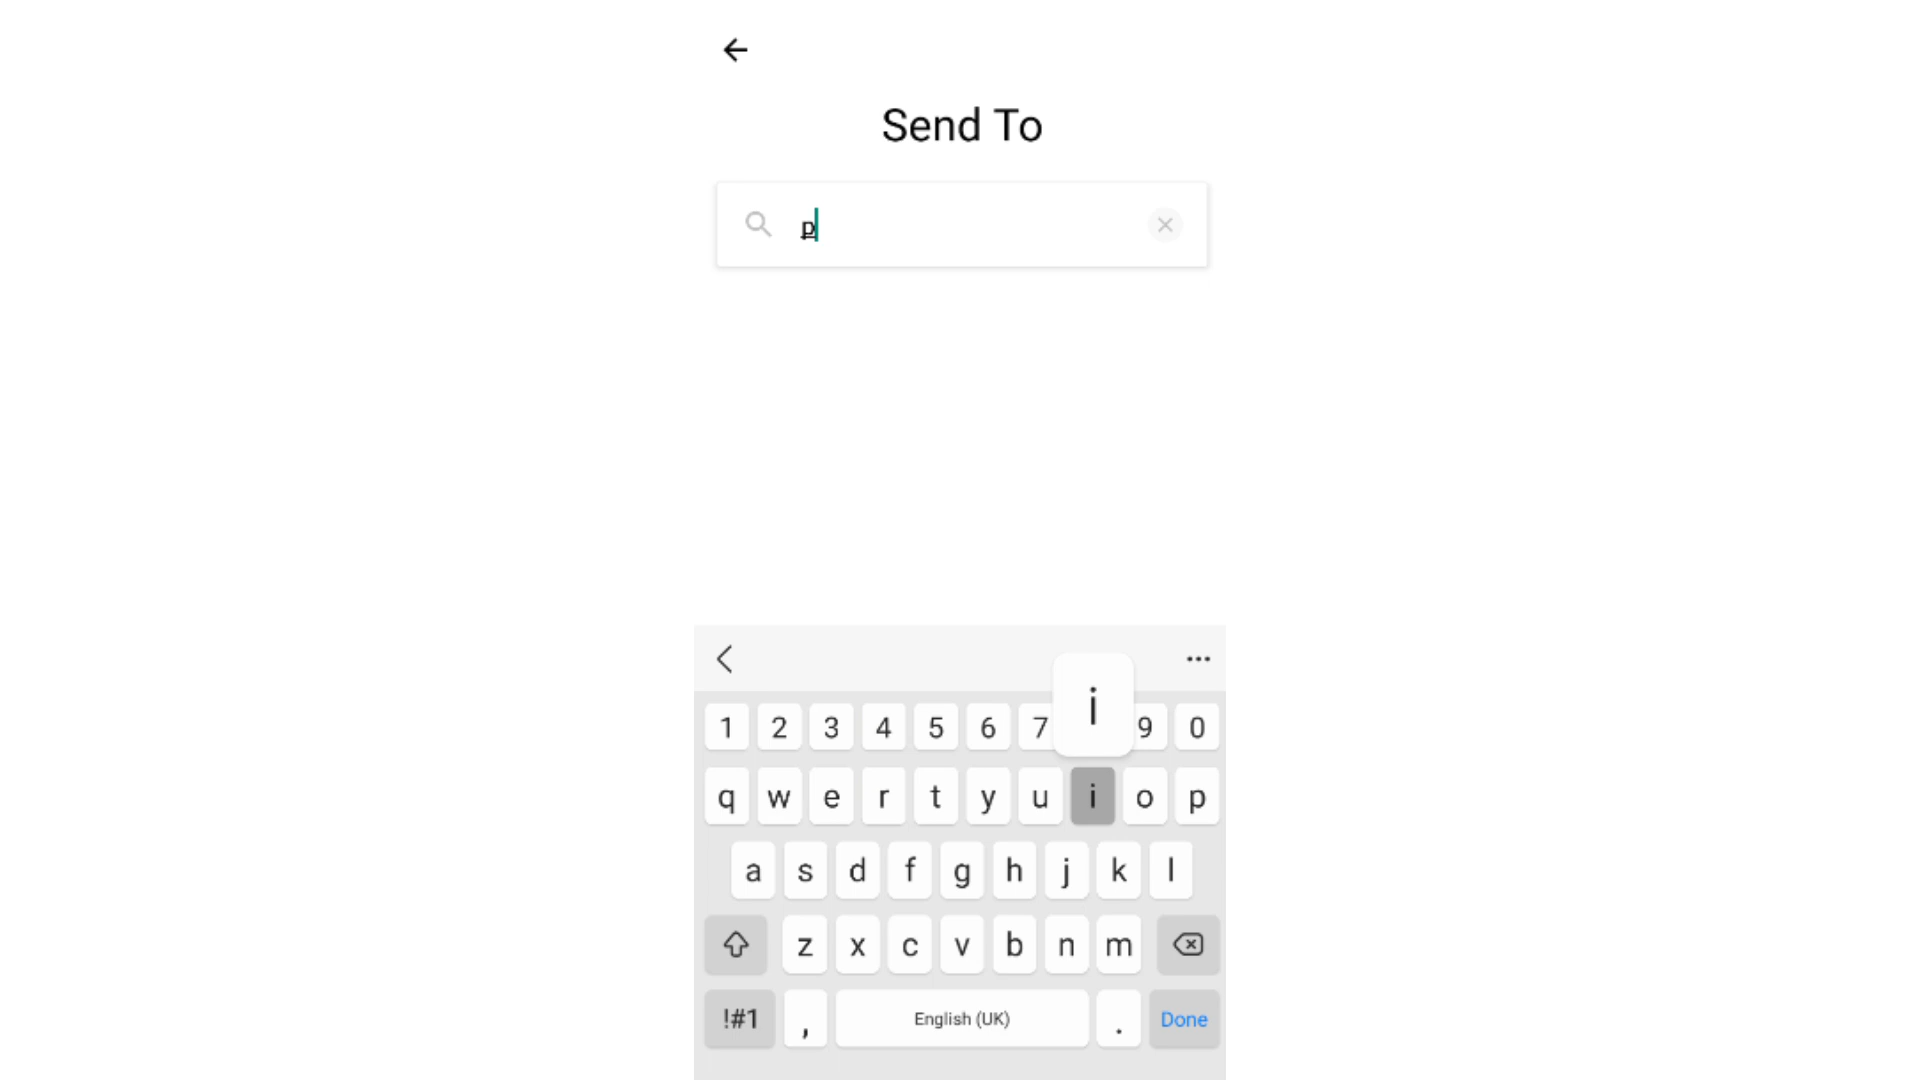 Send To
p
i
1 2 3 4 5 6 7 9 0
q w e r t y u i o p
a s d f g h j k l
z x c v b n m
!#1 , English (UK) . Done